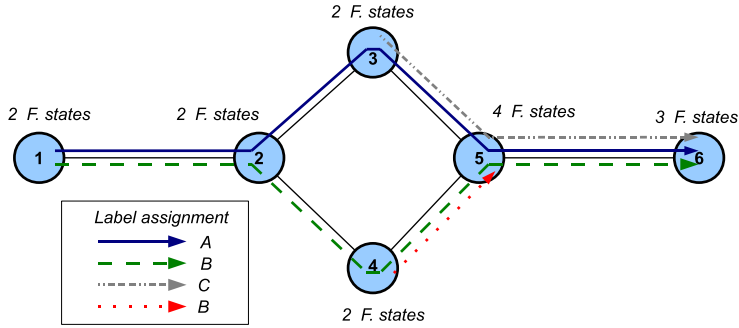 2 F. states
3
2 F. states
2 F. states
4 F. states
3 F. states
1
2
5
6
Label assignment
A
B
C
B
4
2 F. states